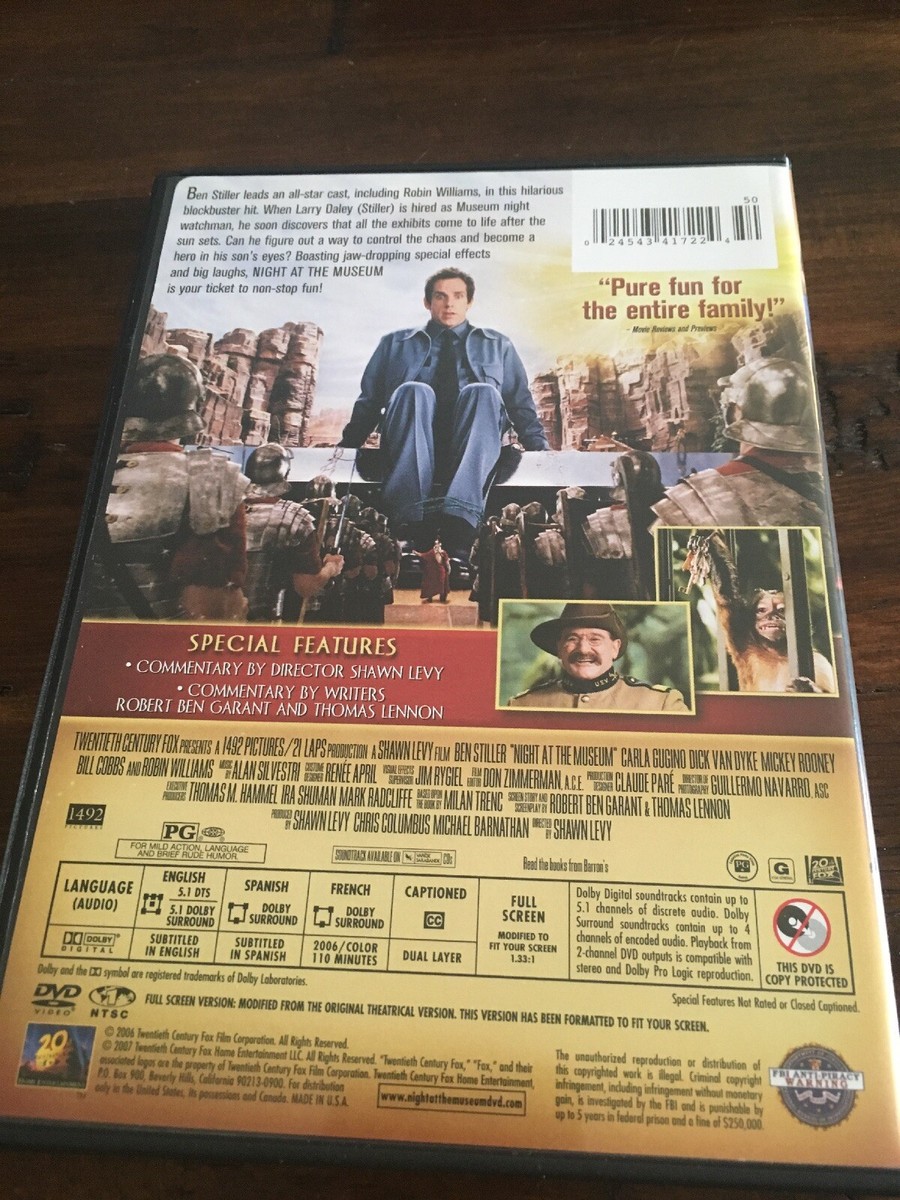 Ben Stiller leads an all-star cast, including Robin Williams, in this hilarious
blockbuster hit. When Larry Daley (Stiller) is hired as Museum night
watchman, he soon discovers that all the exhibits come to life after the
sun sets. Can he figure out a way to control the chaos and become a
hero in his son's eyes? Boasting jaw-dropping special effects
and big laughs, NIGHT AT THE MUSEUM
is your ticket to non-stop fun!
50
0 24543 41722 4
"Pure fun for
the entire family!"
- Movie Reviews and Previews
SPECIAL FEATURES
• COMMENTARY BY DIRECTOR SHAWN LEVY
• COMMENTARY BY WRITERS
ROBERT BEN GARANT AND THOMAS LENNON
TWENTIETH CENTURY FOX PRESENTS A 1492 PICTURES/21 LAPS PRODUCTION A SHAWN LEVY FILM BEN STILLER "NIGHT AT THE MUSEUM" CARLA GUGINO DICK VAN DYKE MICKEY ROONEY
BILL COBBS AND ROBIN WILLIAMS MUSIC BY ALAN SILVESTRI COSTUME DESIGNER RENÉE APRIL VISUAL EFFECTS SUPERVISOR JIM RYGIEL FILM EDITOR DON ZIMMERMAN, A.C.E. PRODUCTION DESIGNER CLAUDE PARÉ DIRECTOR OF PHOTOGRAPHY GUILLERMO NAVARRO, ASC
EXECUTIVE PRODUCERS THOMAS M. HAMMEL IRA SHUMAN MARK RADCLIFFE BASED UPON THE BOOK BY MILAN TRENC SCREEN STORY AND SCREENPLAY BY ROBERT BEN GARANT & THOMAS LENNON
PRODUCED BY SHAWN LEVY CHRIS COLUMBUS MICHAEL BARNATHAN DIRECTED BY SHAWN LEVY
1492
PICTURES
PG
FOR MILD ACTION, LANGUAGE
AND BRIEF RUDE HUMOR.
SOUNDTRACK AVAILABLE ON VARÈSE SARABANDE CDs
Read the books from Barron's
PG
G
20th CENTURY FOX
LANGUAGE
(AUDIO)
DOLBY
DIGITAL
ENGLISH
5.1 DTS
5.1 DOLBY
SURROUND
SUBTITLED
IN ENGLISH
SPANISH
DOLBY
SURROUND
SUBTITLED
IN SPANISH
FRENCH
DOLBY
SURROUND
2006/COLOR
110 MINUTES
CAPTIONED
CC
DUAL LAYER
FULL
SCREEN
MODIFIED TO
FIT YOUR SCREEN
1.33:1
Dolby Digital soundtracks contain up to
5.1 channels of discrete audio. Dolby
Surround soundtracks contain up to 4
channels of encoded audio. Playback from
2-channel DVD outputs is compatible with
stereo and Dolby Pro Logic reproduction.
THIS DVD IS
COPY PROTECTED
Dolby and the DD symbol are registered trademarks of Dolby Laboratories.
Special Features Not Rated or Closed Captioned.
DVD
VIDEO
1
NTSC
FULL SCREEN VERSION: MODIFIED FROM THE ORIGINAL THEATRICAL VERSION. THIS VERSION HAS BEEN FORMATTED TO FIT YOUR SCREEN.
© 2006 Twentieth Century Fox Film Corporation. All Rights Reserved.
© 2007 Twentieth Century Fox Home Entertainment LLC. All Rights Reserved. "Twentieth Century Fox," "Fox," and their
associated logos are the property of Twentieth Century Fox Film Corporation. Twentieth Century Fox Home Entertainment,
P.O. Box 900, Beverly Hills, California 90213-0900. For distribution
only in the United States, its possessions and Canada. MADE IN U.S.A.
www.nightatthemuseumdvd.com
The unauthorized reproduction or distribution of
this copyrighted work is illegal. Criminal copyright
infringement, including infringement without monetary
gain, is investigated by the FBI and is punishable by
up to 5 years in federal prison and a fine of $250,000.
FBI ANTI-PIRACY
WARNING